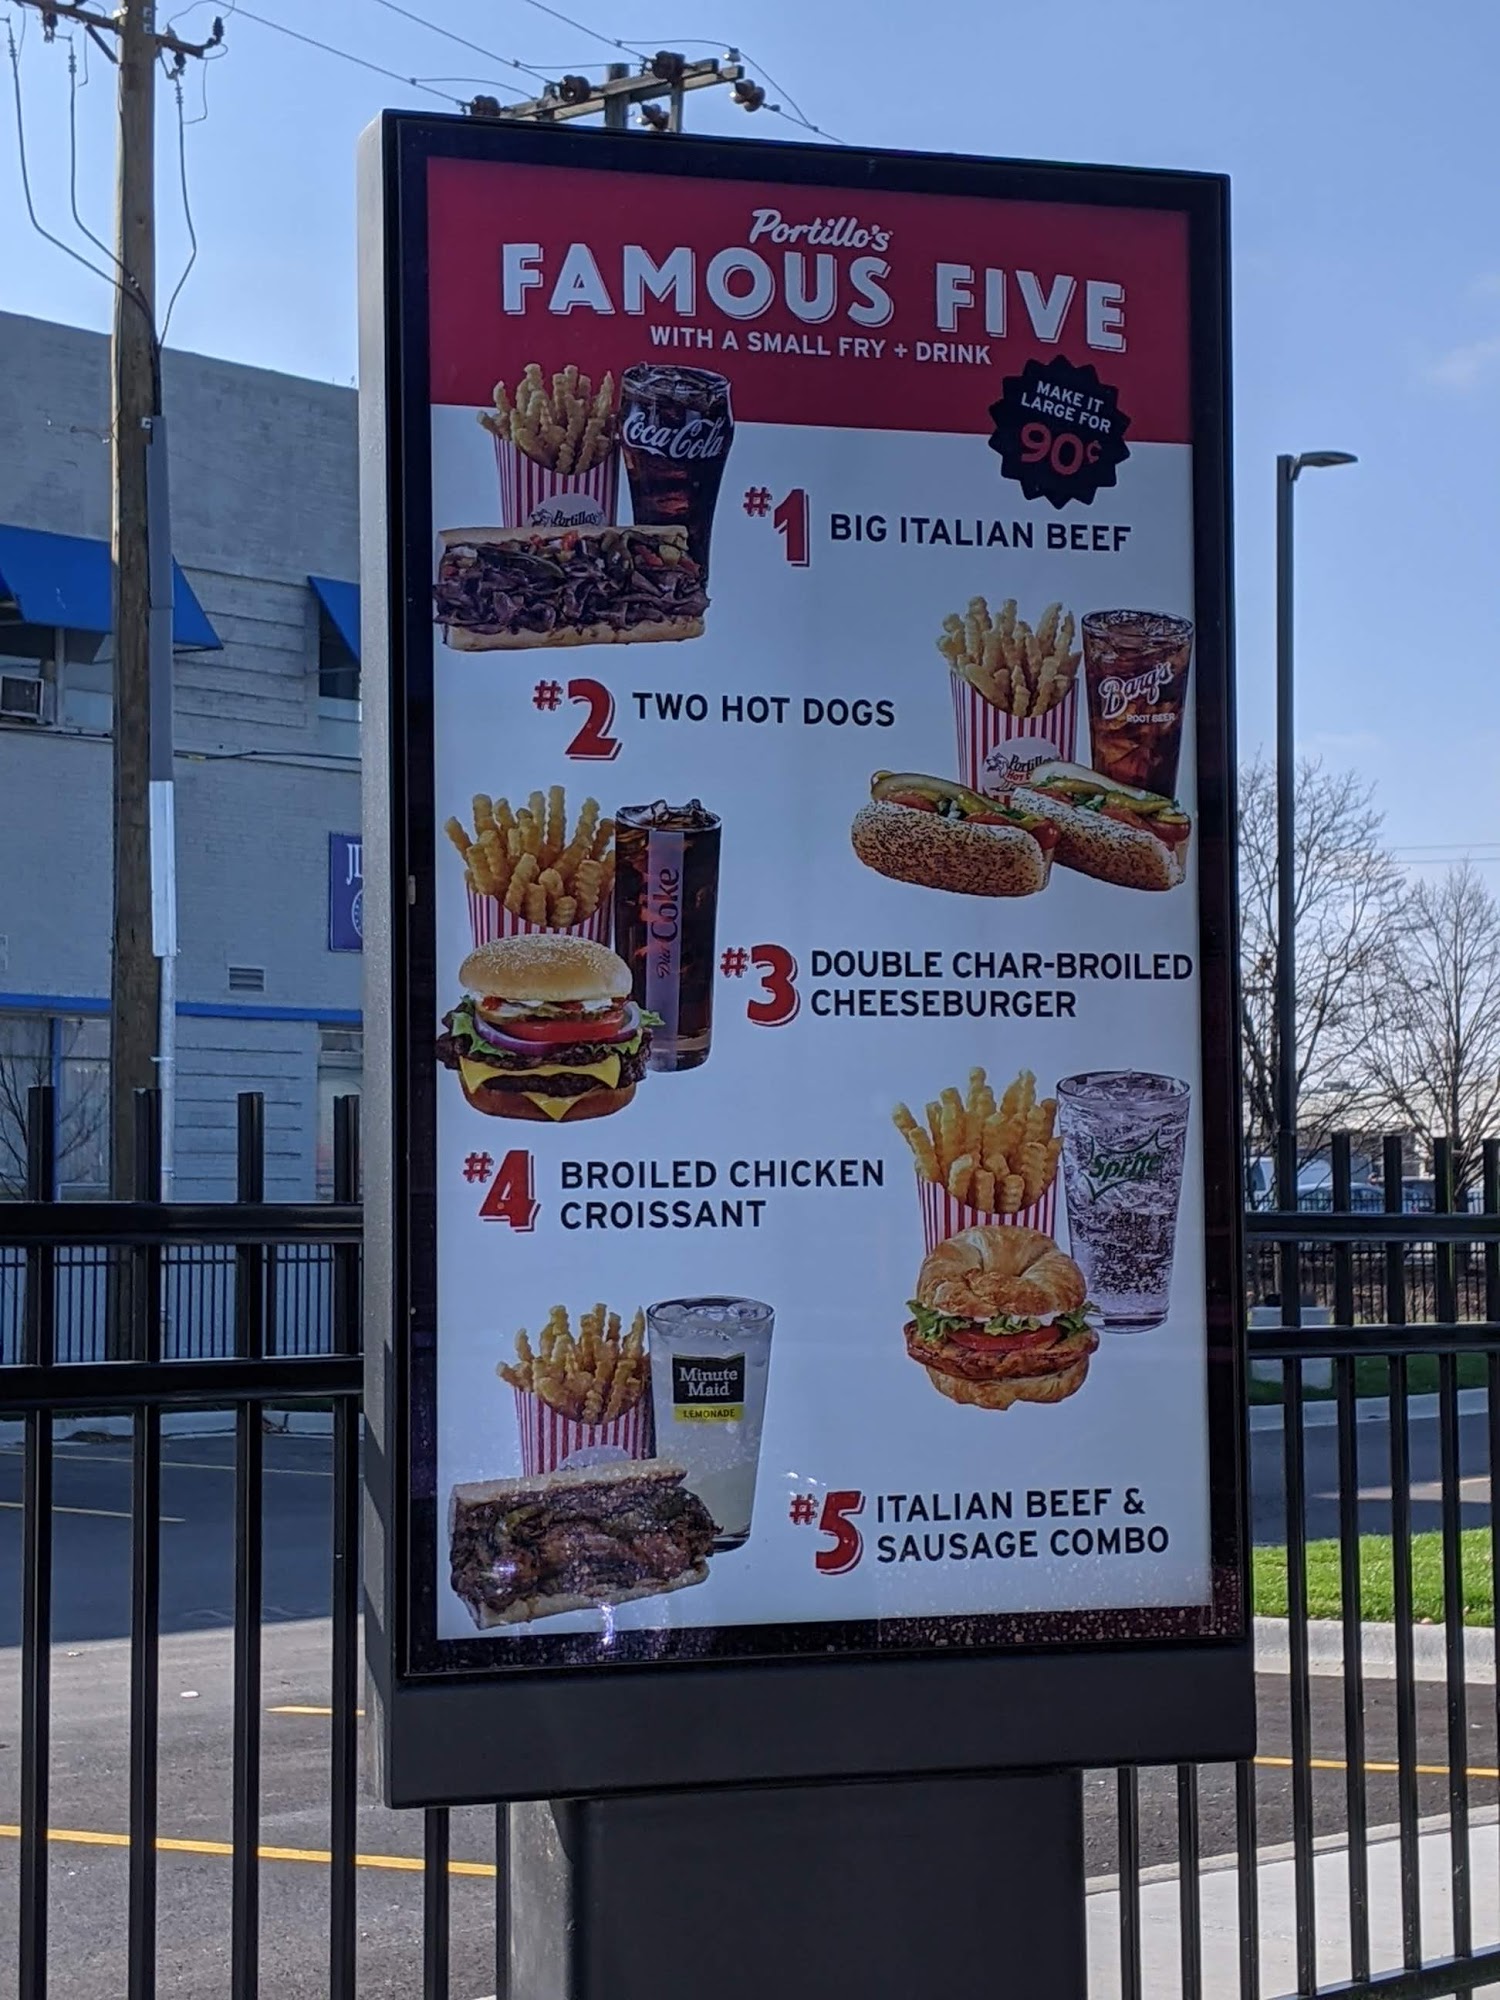 Portillo's
FAMOUS FIVE
WITH A SMALL FRY + DRINK
MAKE IT
LARGE FOR
90¢
Coca-Cola
Portillo's
#1 BIG ITALIAN BEEF
Barq's
ROOT BEER
Portillo's
HOT
#2 TWO HOT DOGS
Diet Coke
#3 DOUBLE CHAR-BROILED
CHEESEBURGER
Sprite
#4 BROILED CHICKEN
CROISSANT
Minute
Maid
LEMONADE
#5 ITALIAN BEEF &
SAUSAGE COMBO